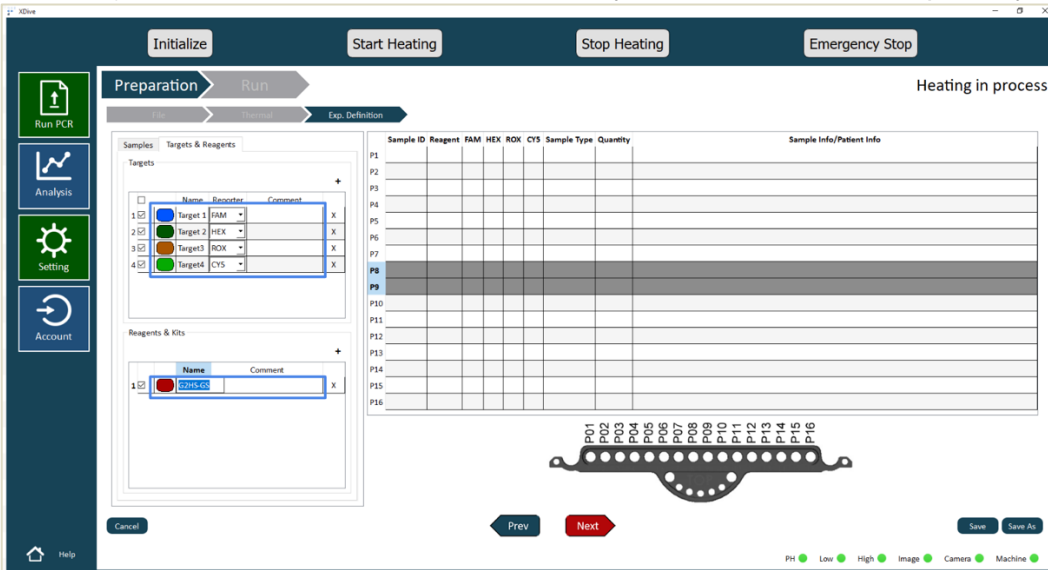 XDive
Initialize
Start Heating
Stop Heating
Emergency Stop
Run PCR
Analysis
Setting
Account
Help
Preparation
Run
Heating in process
File
Thermal
Exp. Definition
Samples Targets & Reagents
Targets
+
Name Reporter Comment
1 Target 1 FAM X
2 Target 2 HEX X
3 Target3 ROX X
4 Target4 CY5 X
Reagents & Kits
+
Name Comment
1 G2HS-GS X
Sample ID Reagent FAM HEX ROX CY5 Sample Type Quantity Sample Info/Patient Info
P1
P2
P3
P4
P5
P6
P7
P8
P9
P10
P11
P12
P13
P14
P15
P16
P01 P02 P03 P04 P05 P06 P07 P08 P09 P10 P11 P12 P13 P14 P15 P16
Cancel
Prev
Next
Save
Save As
PH Low High Image Camera Machine